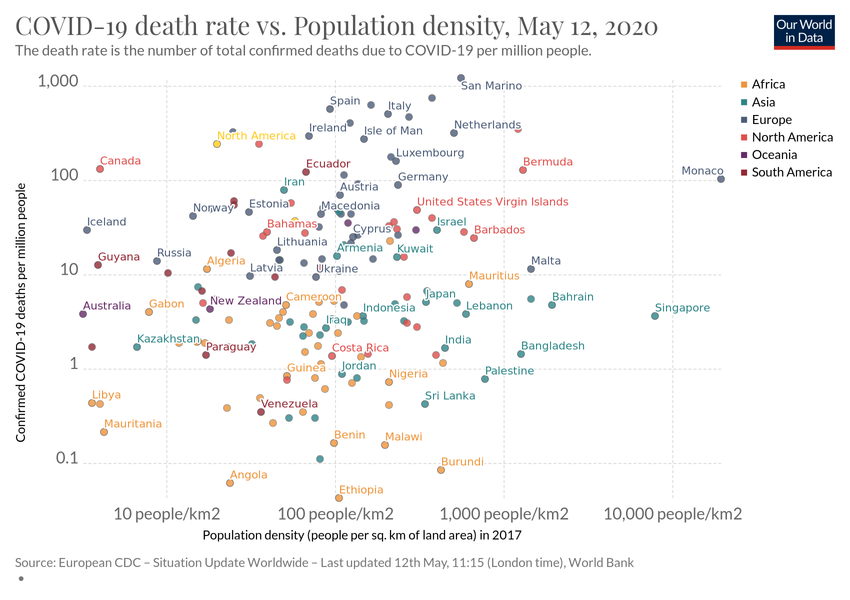 COVID-19 death rate vs. Population density, May 12, 2020
The death rate is the number of total confirmed deaths due to COVID-19 per million people.
Our World
in Data
1,000
100
10
1
0.1
Confirmed COVID-19 deaths per million people
San Marino
Spain
Italy
Ireland
Isle of Man
Netherlands
North America
Luxembourg
Canada
Ecuador
Bermuda
Monaco
Iran
Austria
Germany
Norway
Estonia
Macedonia
United States Virgin Islands
Iceland
Bahamas
Cyprus
Israel
Barbados
Lithuania
Armenia
Kuwait
Guyana
Russia
Algeria
Latvia
Ukraine
Malta
Mauritius
Australia
Gabon
New Zealand
Cameroon
Indonesia
Japan
Lebanon
Bahrain
Singapore
Iraq
Kazakhstan
Paraguay
Costa Rica
India
Bangladesh
Guinea
Jordan
Nigeria
Palestine
Libya
Venezuela
Sri Lanka
Mauritania
Benin
Malawi
Burundi
Angola
Ethiopia
10 people/km2
100 people/km2
1,000 people/km2
10,000 people/km2
Population density (people per sq. km of land area) in 2017
Africa
Asia
Europe
North America
Oceania
South America
Source: European CDC – Situation Update Worldwide – Last updated 12th May, 11:15 (London time), World Bank